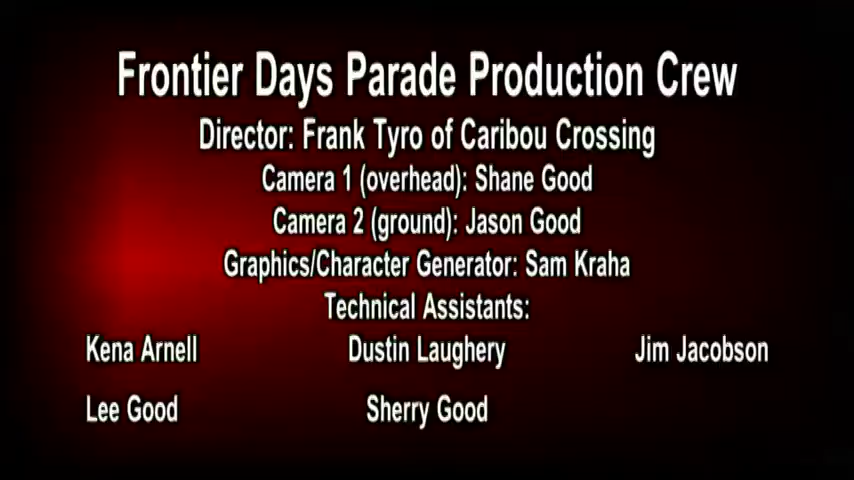 Frontier Days Parade Production Crew
Director: Frank Tyro of Caribou Crossing
Camera 1 (overhead): Shane Good
Camera 2 (ground): Jason Good
Graphics/Character Generator: Sam Kraha
Technical Assistants:
Kena Arnell Dustin Laughery Jim Jacobson
Lee Good Sherry Good